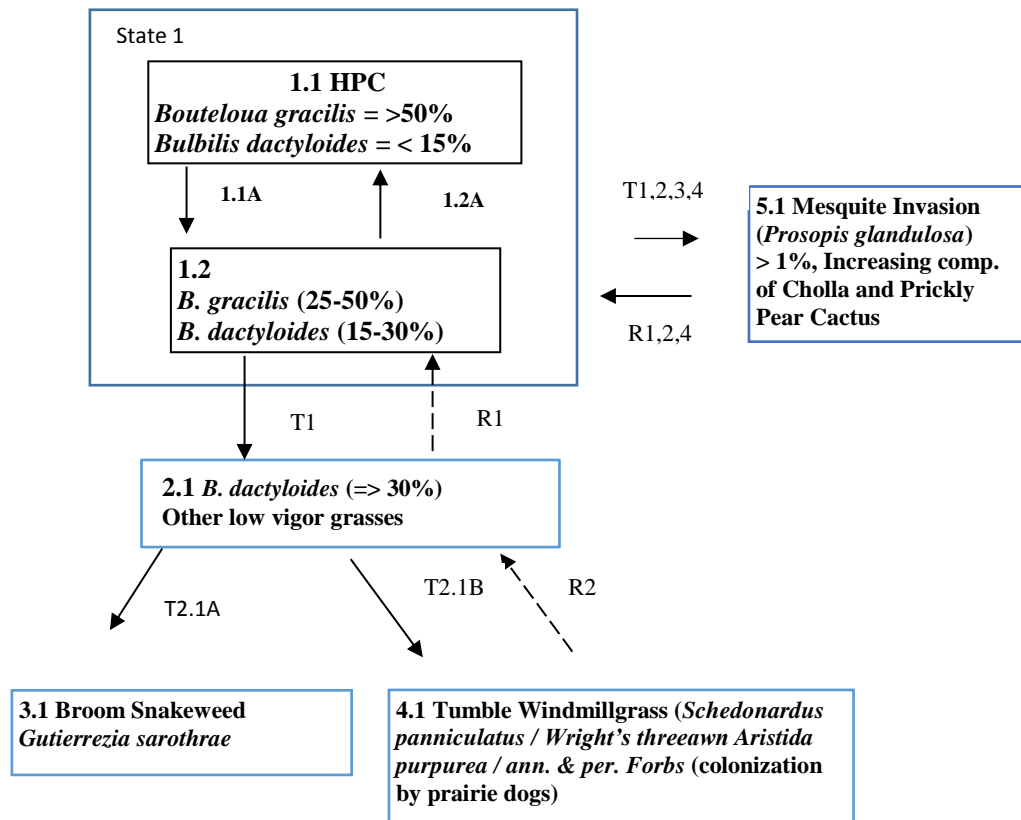 State 1
1.1 HPC
Bouteloua gracilis = >50%
Bulbilis dactyloides = < 15%
1.1A
1.2A
1.2
B. gracilis (25-50%)
B. dactyloides (15-30%)
T1,2,3,4
5.1 Mesquite Invasion
(Prosopis glandulosa)
> 1%, Increasing comp.
of Cholla and Prickly
Pear Cactus
R1,2,4
T1
R1
2.1 B. dactyloides (=> 30%)
Other low vigor grasses
T2.1A
T2.1B
R2
3.1 Broom Snakeweed
Gutierrezia sarothrae
4.1 Tumble Windmillgrass (Schedonardus
panniculatus / Wright's threeawn Aristida
purpurea / ann. & per. Forbs (colonization
by prairie dogs)